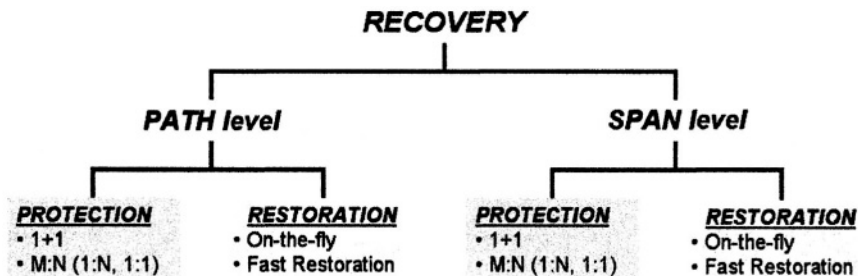 RECOVERY
PATH level
SPAN level
PROTECTION
• 1+1
• M:N (1:N, 1:1)
RESTORATION
• On-the-fly
• Fast Restoration
PROTECTION
• 1+1
• M:N (1:N, 1:1)
RESTORATION
• On-the-fly
• Fast Restoration